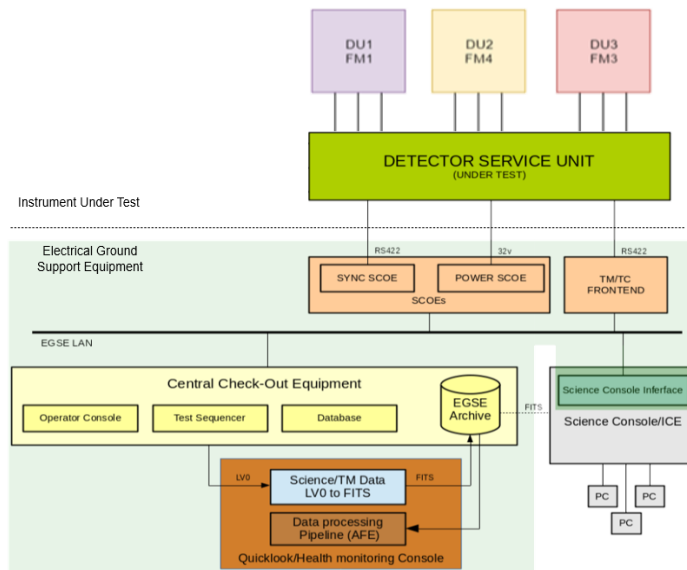 DU1
FM1
DU2
FM4
DU3
FM3
DETECTOR SERVICE UNIT
(UNDER TEST)
Instrument Under Test
Electrical Ground
Support Equipment
RS422
32v
RS422
SYNC SCOE
POWER SCOE
SCOEs
TM/TC
FRONTEND
EGSE LAN
Central Check-Out Equipment
Operator Console
Test Sequencer
Database
EGSE
Archive
FITS
Science Console Inferface
Science Console/ICE
PC
PC
PC
LV0
Science/TM Data
LV0 to FITS
FITS
Data processing
Pipeline (AFE)
Quicklook/Health monitoring Console